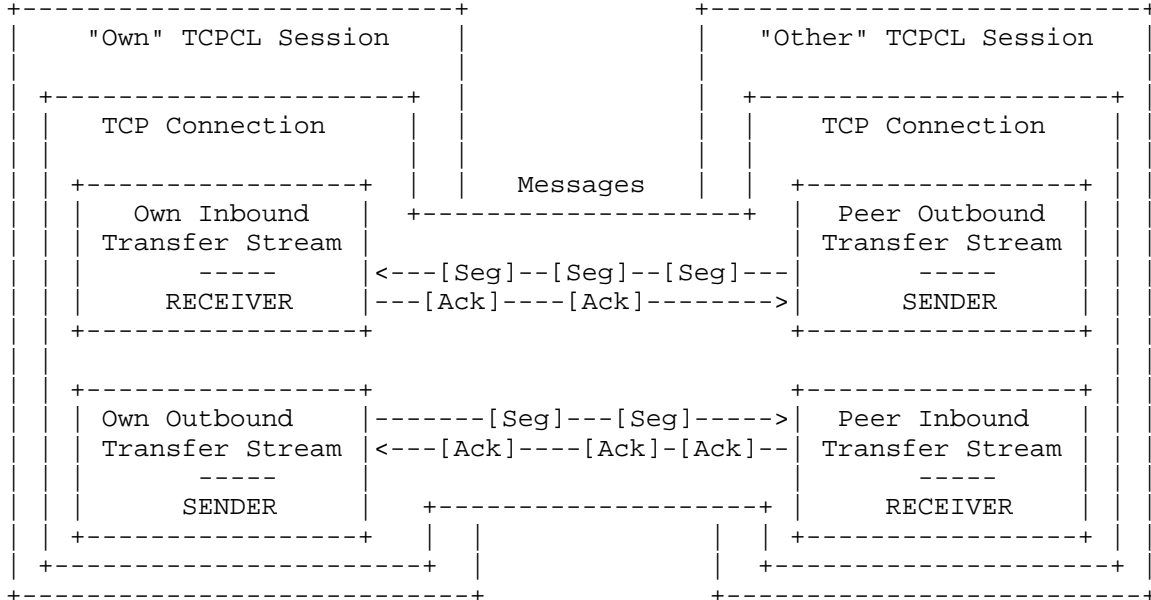 "Own" TCPCL Session "Other" TCPCL Session
TCP Connection TCP Connection
Messages
Own Inbound Peer Outbound
Transfer Stream Transfer Stream
----- <---[Seg]--[Seg]--[Seg]--- -----
RECEIVER ---[Ack]----[Ack]--------> SENDER
Own Outbound -------[Seg]---[Seg]-----> Peer Inbound
Transfer Stream <---[Ack]----[Ack]-[Ack]-- Transfer Stream
----- -----
SENDER RECEIVER